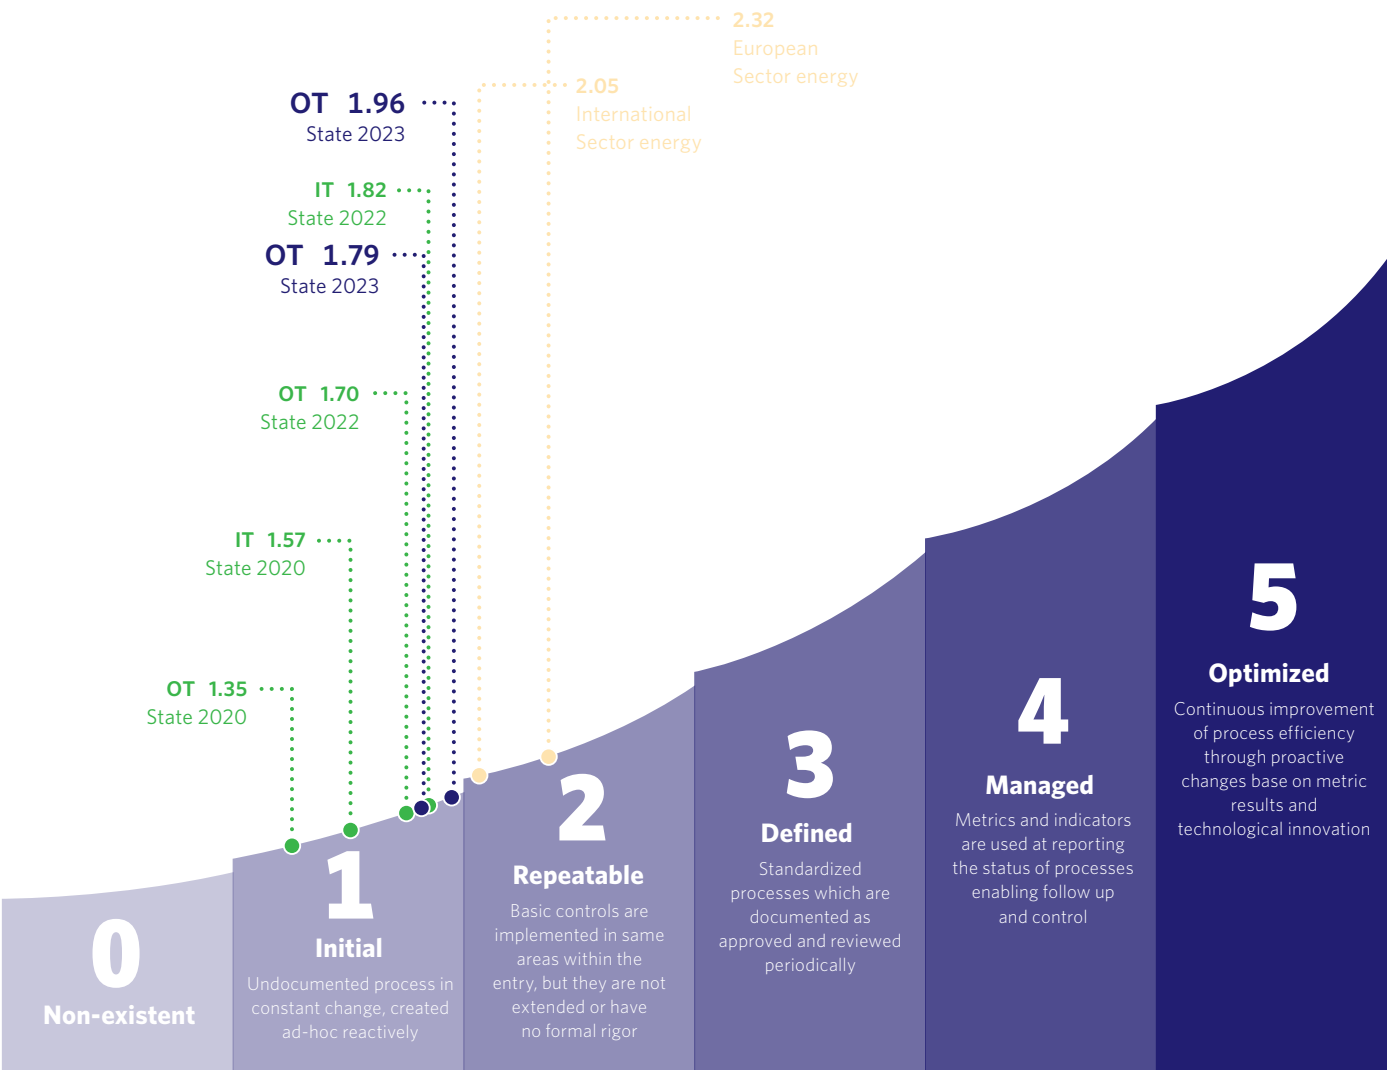 2.32
European
Sector energy
2.05
International
Sector energy
OT 1.96
State 2023
IT 1.82
State 2022
OT 1.79
State 2023
OT 1.70
State 2022
IT 1.57
State 2020
OT 1.35
State 2020
0
Non-existent
1
Initial
Undocumented process in
constant change, created
ad-hoc reactively
2
Repeatable
Basic controls are
implemented in same
areas within the
entry, but they are not
extended or have
no formal rigor
3
Defined
Standardized
processes which are
documented as
approved and reviewed
periodically
4
Managed
Metrics and indicators
are used at reporting
the status of processes
enabling follow up
and control
5
Optimized
Continuous improvement
of process efficiency
through proactive
changes base on metric
results and
technological innovation